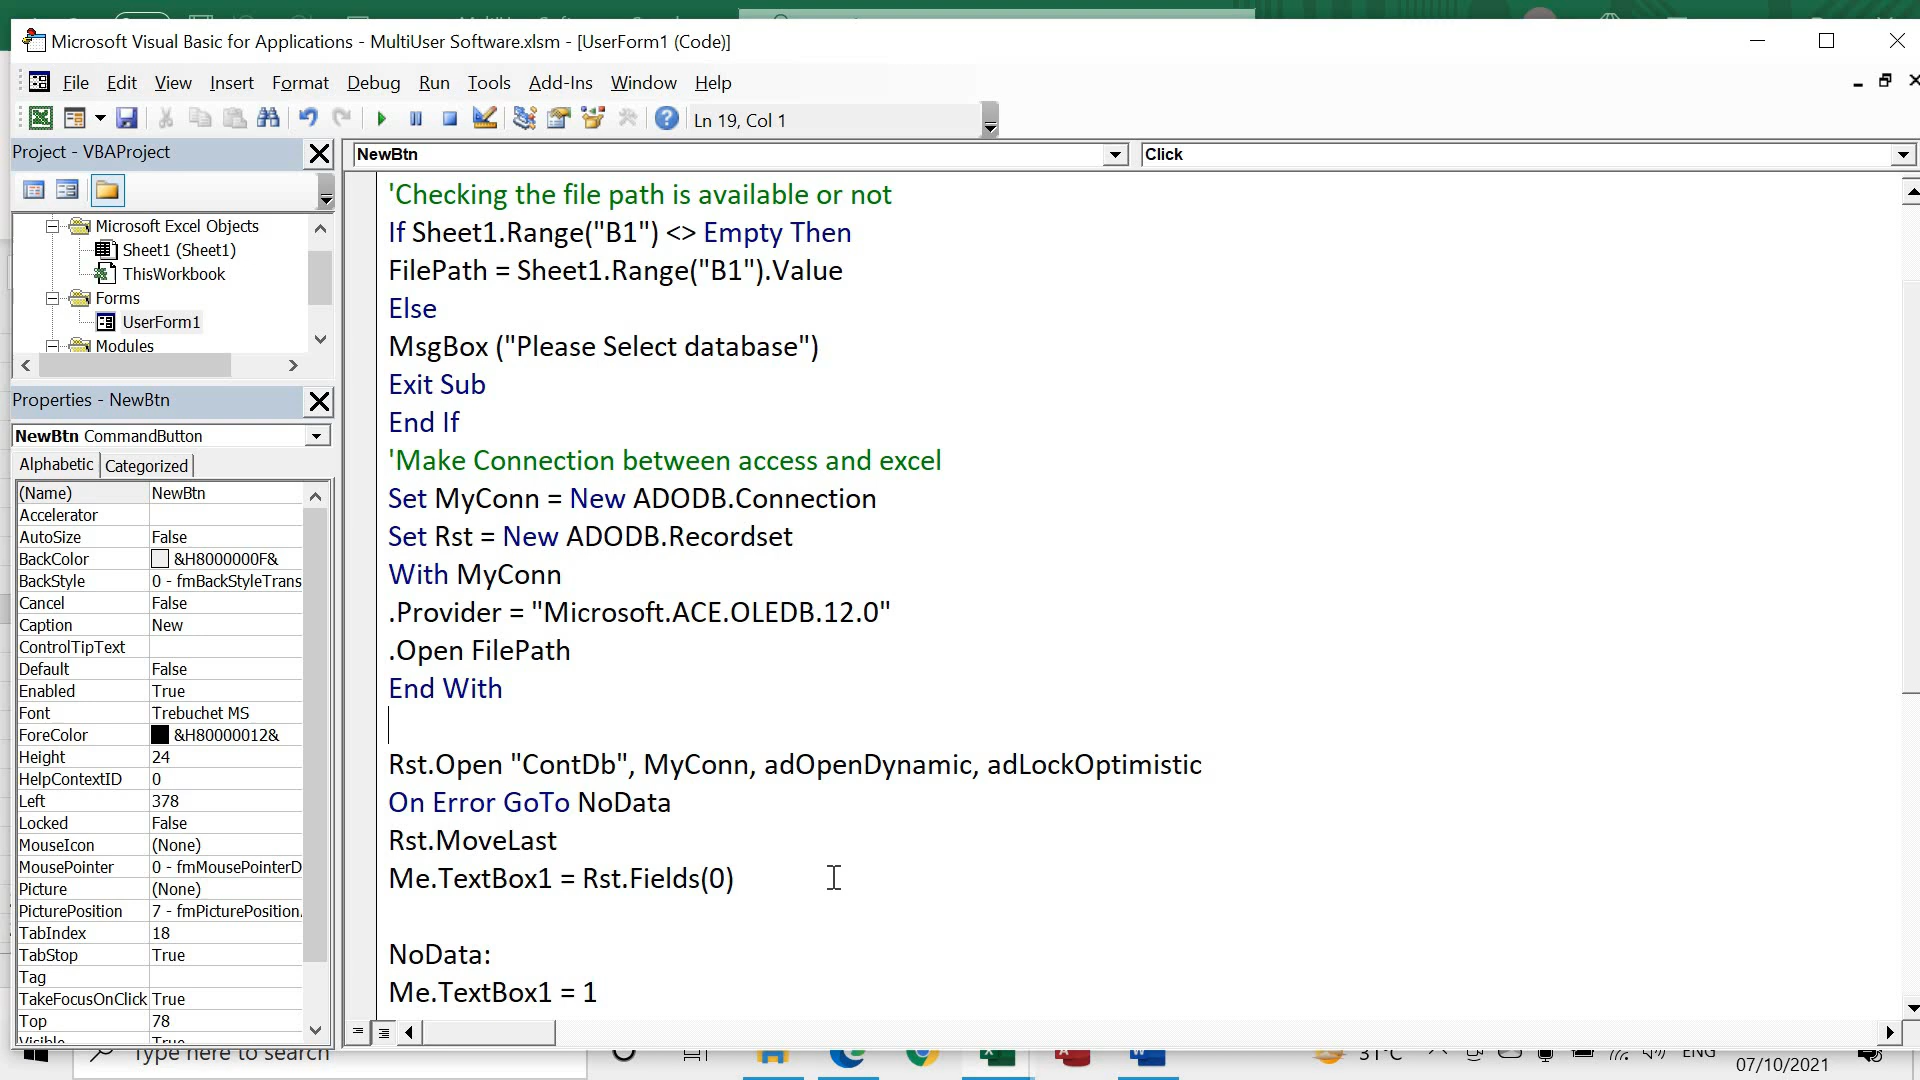 Microsoft Visual Basic for Applications - MultiUser Software.xlsm - [UserForm1 (Code)]
File Edit View Insert Format Debug Run Tools Add-Ins Window Help
Ln 19, Col 1
Project - VBAProject
Microsoft Excel Objects
Sheet1 (Sheet1)
ThisWorkbook
Forms
UserForm1
Modules
Properties - NewBtn
NewBtn CommandButton
Alphabetic Categorized
(Name) NewBtn
Accelerator
AutoSize False
BackColor &H8000000F&
BackStyle 0 - fmBackStyleTrans
Cancel False
Caption New
ControlTipText
Default False
Enabled True
Font Trebuchet MS
ForeColor &H80000012&
Height 24
HelpContextID 0
Left 378
Locked False
MouseIcon (None)
MousePointer 0 - fmMousePointerD
Picture (None)
PicturePosition 7 - fmPicturePosition.
TabIndex 18
TabStop True
Tag
TakeFocusOnClick True
Top 78
Visible True
NewBtn Click
'Checking the file path is available or not
If Sheet1.Range("B1") <> Empty Then
FilePath = Sheet1.Range("B1").Value
Else
MsgBox ("Please Select database")
Exit Sub
End If
'Make Connection between access and excel
Set MyConn = New ADODB.Connection
Set Rst = New ADODB.Recordset
With MyConn
.Provider = "Microsoft.ACE.OLEDB.12.0"
.Open FilePath
End With
Rst.Open "ContDb", MyConn, adOpenDynamic, adLockOptimistic
On Error GoTo NoData
Rst.MoveLast
Me.TextBox1 = Rst.Fields(0)
NoData:
Me.TextBox1 = 1
Type here to search
31°C
ENG
07/10/2021